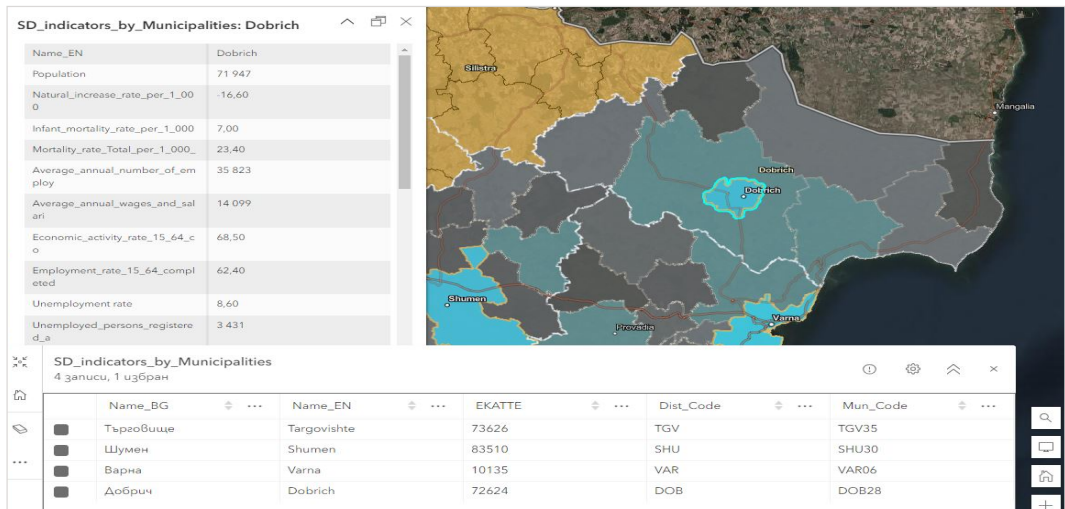 SD_indicators_by_Municipalities: Dobrich
Name_EN Dobrich
Population 71 947
Natural_increase_rate_per_1_00
0 -16,60
Infant_mortality_rate_per_1_000 7,00
Mortality_rate_Total_per_1_000_ 23,40
Average_annual_number_of_em
ploy 35 823
Average_annual_wages_and_sal
ari 14 099
Economic_activity_rate_15_64_c
o 68,50
Employment_rate_15_64_compl
eted 62,40
Unemployment rate 8,60
Unemployed_persons_registere
d_a 3 431
Silistra
Mangalia
Dobrich
Dobrich
Shumen
Varna
Provadia
SD_indicators_by_Municipalities
4 записи, 1 избран
Name_BG Name_EN EKATTE Dist_Code Mun_Code
Търговище Targovishte 73626 TGV TGV35
Шумен Shumen 83510 SHU SHU30
Варна Varna 10135 VAR VAR06
Добрич Dobrich 72624 DOB DOB28